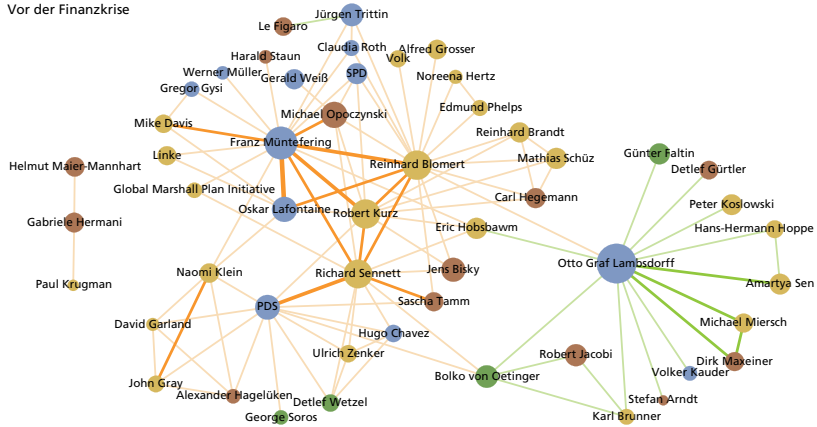 Vor der Finanzkrise
Jürgen Trittin
Le Figaro
Claudia Roth
Alfred Grosser
Harald Staun
Volk
Werner Müller
Gerald Weiß
SPD
Noreena Hertz
Gregor Gysi
Edmund Phelps
Michael Opoczynski
Mike Davis
Reinhard Brandt
Franz Müntefering
Linke
Reinhard Blomert
Mathias Schüz
Günter Faltin
Helmut Maier-Mannhart
Detlef Gürtler
Global Marshall Plan Initiative
Carl Hegemann
Peter Koslowski
Oskar Lafontaine
Robert Kurz
Gabriele Hermani
Eric Hobsbawm
Hans-Hermann Hoppe
Otto Graf Lambsdorff
Naomi Klein
Richard Sennett
Jens Bisky
Paul Krugman
Amartya Sen
PDS
Sascha Tamm
David Garland
Michael Miersch
Hugo Chavez
Ulrich Zenker
Robert Jacobi
Dirk Maxeiner
John Gray
Bolko von Oetinger
Volker Kauder
Alexander Hagelüken
Detlef Wetzel
Stefan Arndt
George Soros
Karl Brunner